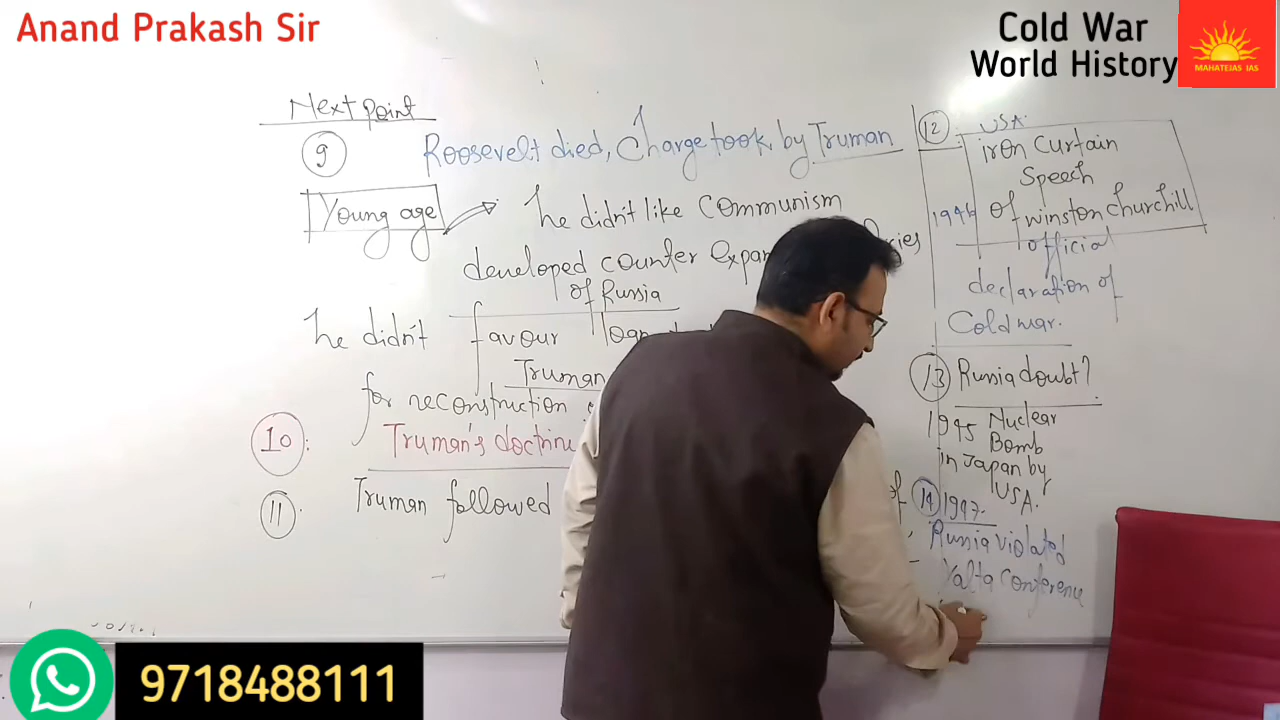 Anand Prakash Sir
Cold War
World History
MAHATEJAS IAS
Next point
9 Roosevelt died, Charge took by Truman
Young age he didn't like Communism
developed counter
of Russia
he didn't favour loan
Truman
for reconstruction
10: Truman's doctrine
11. Truman followed
of
12 USA
iron Curtain
Speech
1946 of winston churchill
official
declaration of
Cold war.
13 Russia doubt?
1945 Nuclear
Bomb
in Japan by
USA.
14 1947.
Russia violated
Yalta Conference
9718488111